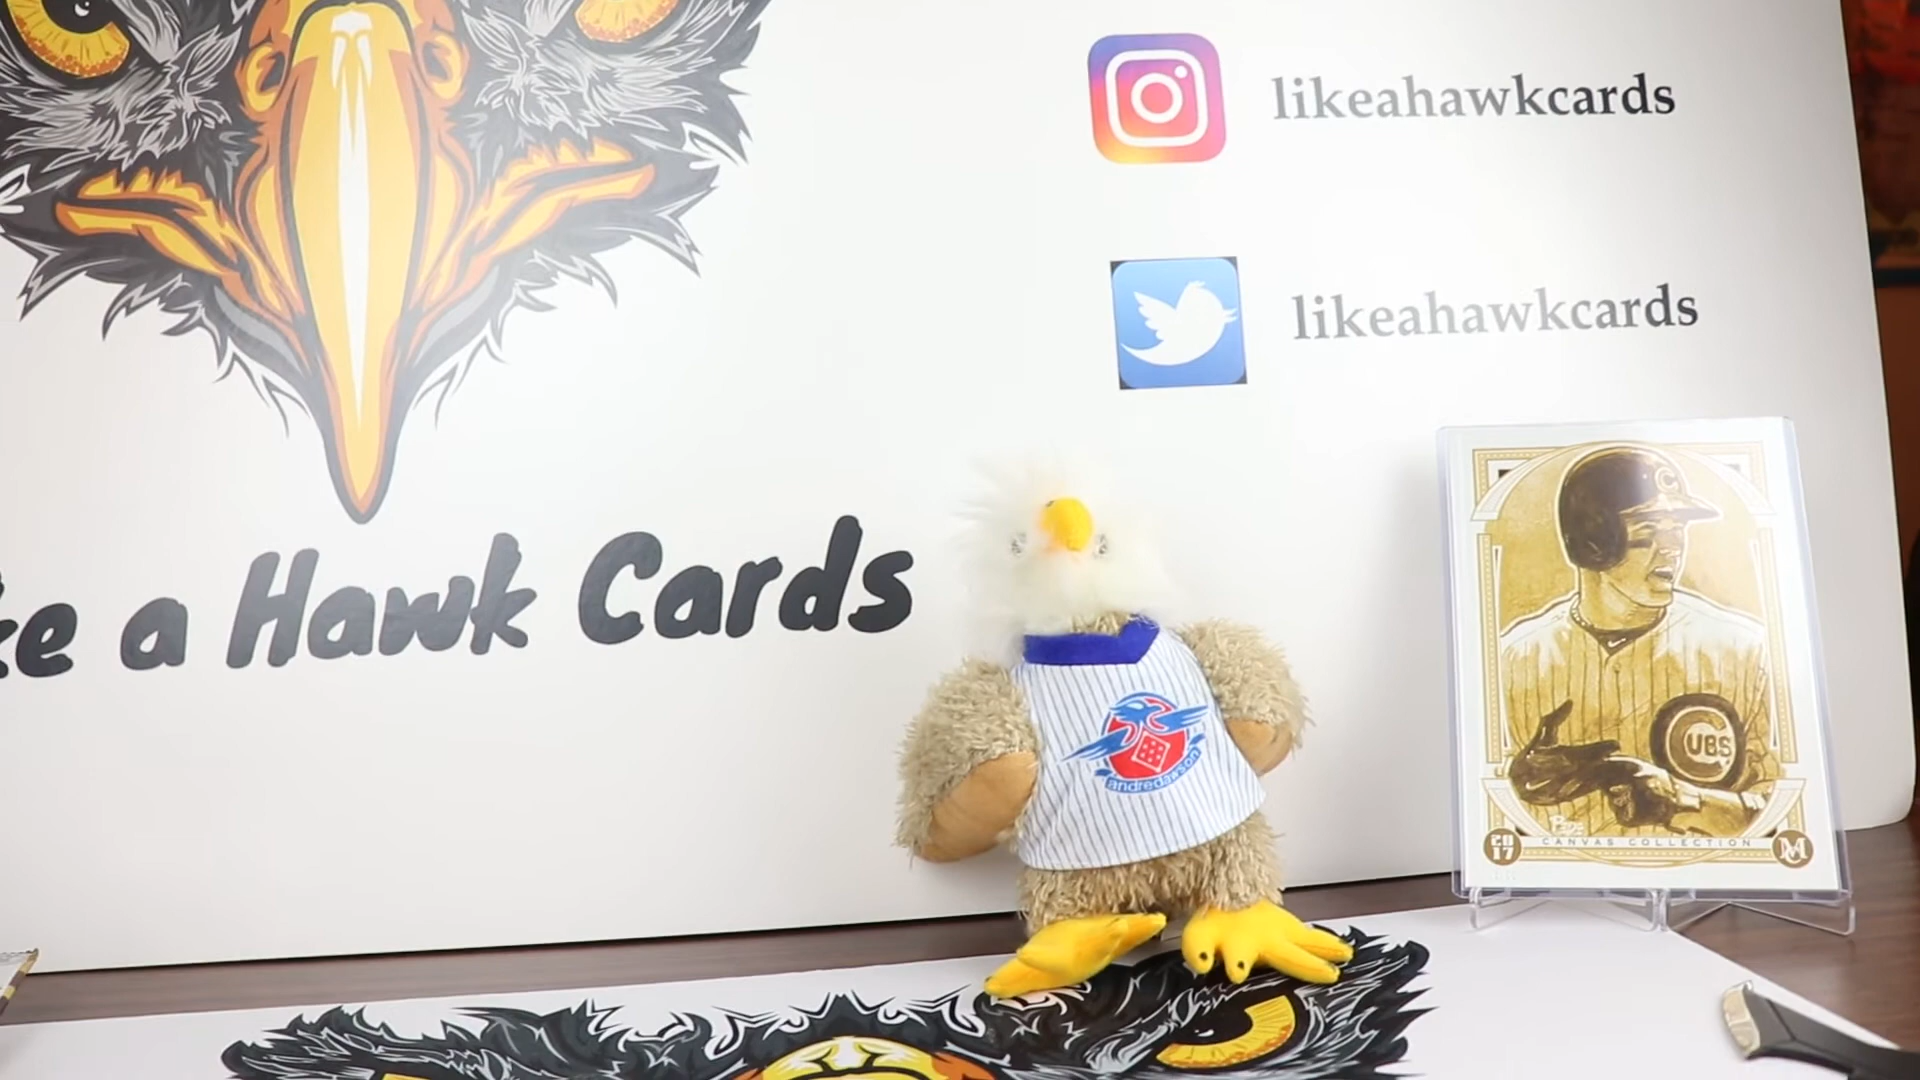 likeahawkcards
likeahawkcards
ke a Hawk Cards
andredawson
C
CUBS
20
17
CANVAS COLLECTION
M